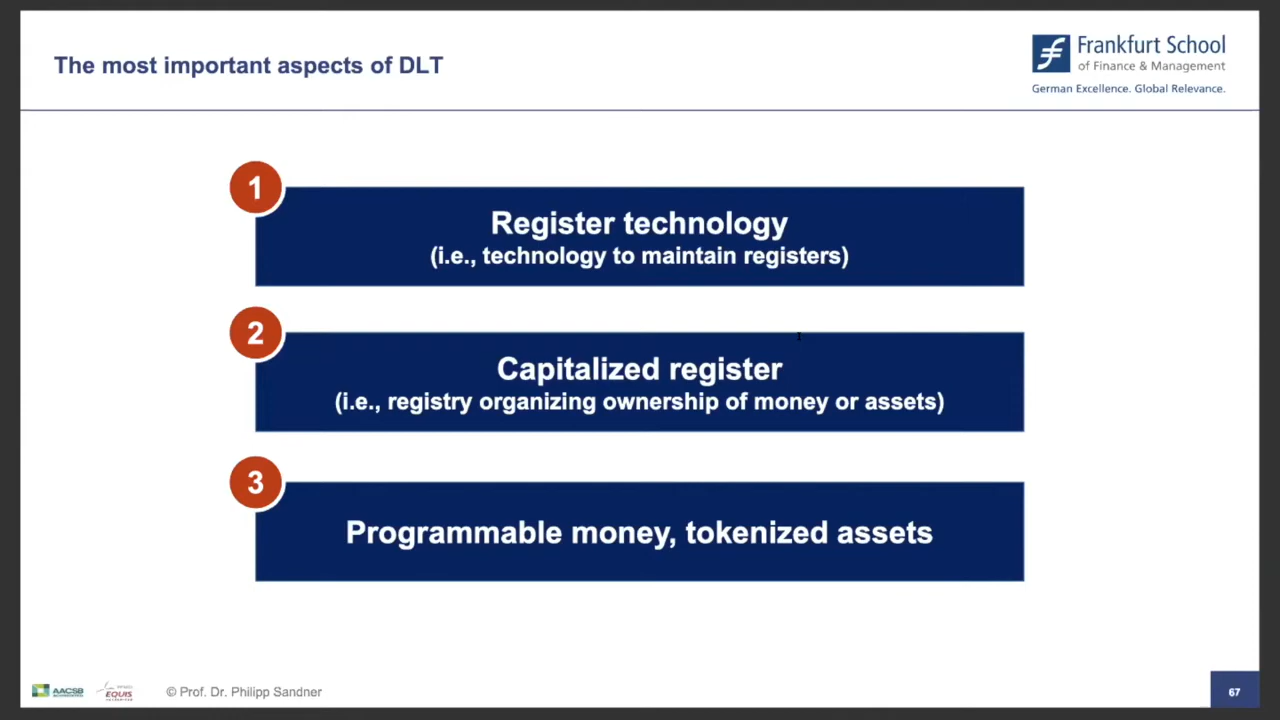 The most important aspects of DLT
Frankfurt School
of Finance & Management
German Excellence. Global Relevance.
1
Register technology
(i.e., technology to maintain registers)
2
Capitalized register
(i.e., registry organizing ownership of money or assets)
3
Programmable money, tokenized assets
AACSB
EQUIS
© Prof. Dr. Philipp Sandner
67